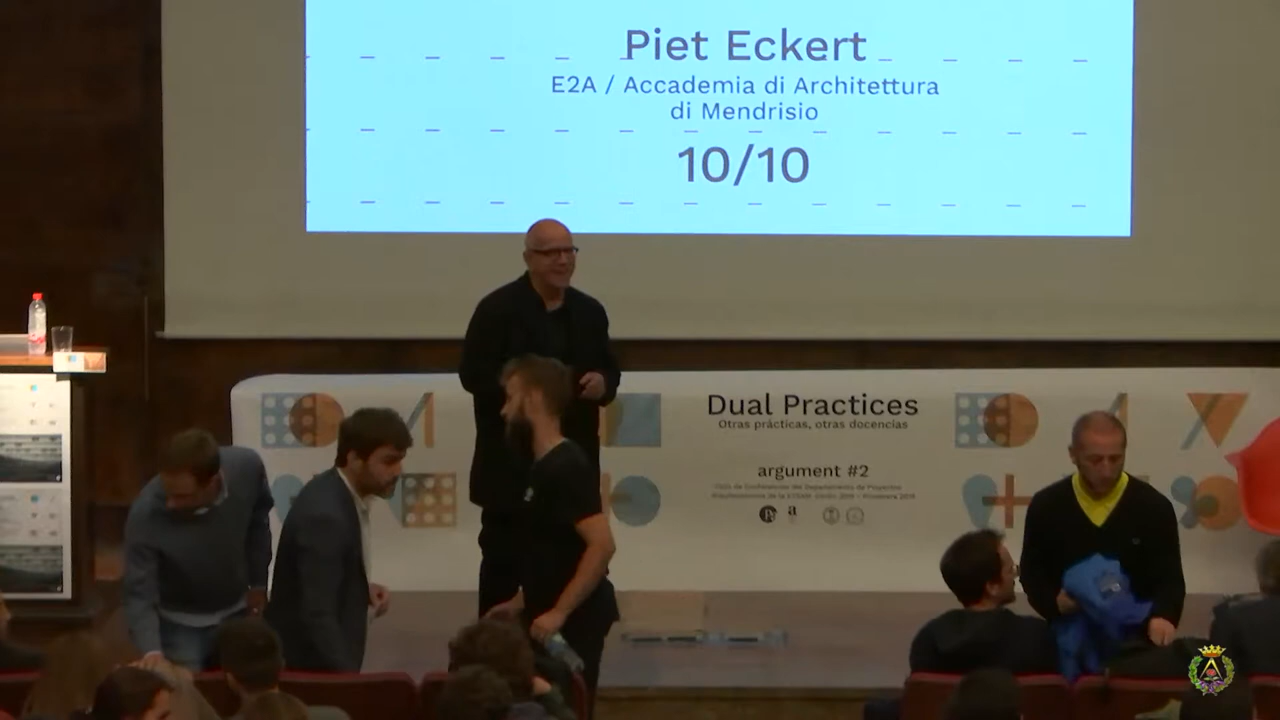 Piet Eckert
E2A / Accademia di Architettura
di Mendrisio
10/10
Dual Practices
Otras prácticas, otras docencias
argument #2